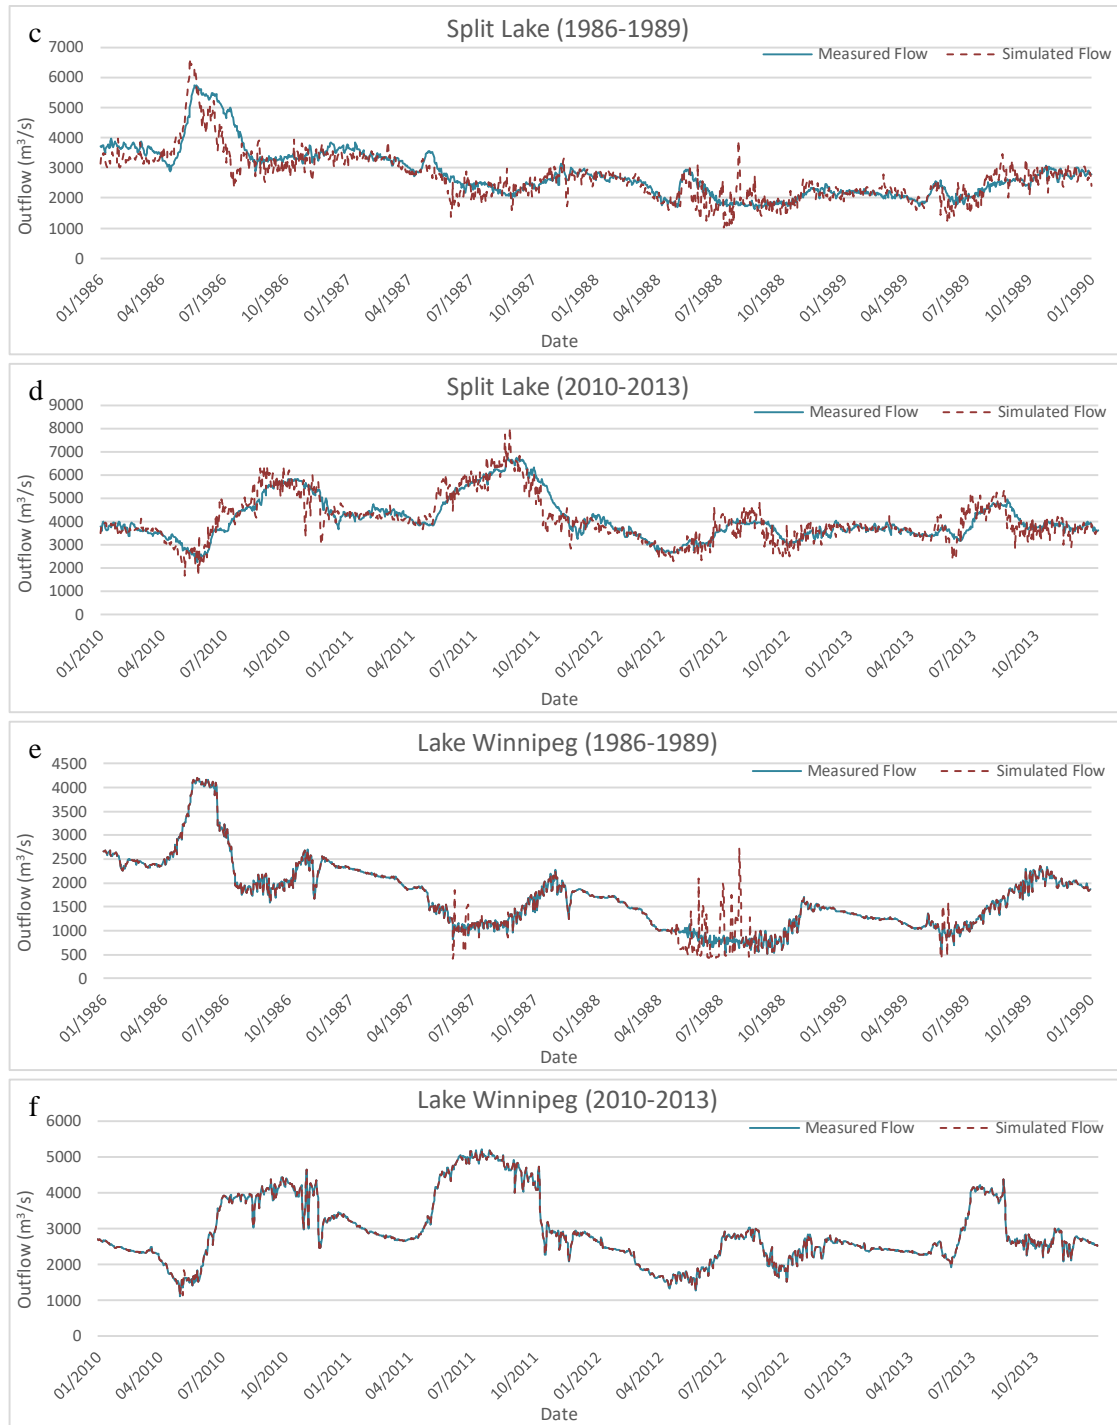 c
Split Lake (1986-1989)
Measured Flow Simulated Flow
7000
6000
5000
4000
3000
2000
1000
0
Outflow (m³/s)
01/1986 04/1986 07/1986 10/1986 01/1987 04/1987 07/1987 10/1987 01/1988 04/1988 07/1988 10/1988 01/1989 04/1989 07/1989 10/1989 01/1990
Date
d
Split Lake (2010-2013)
Measured Flow Simulated Flow
9000
8000
7000
6000
5000
4000
3000
2000
1000
0
Outflow (m³/s)
01/2010 04/2010 07/2010 10/2010 01/2011 04/2011 07/2011 10/2011 01/2012 04/2012 07/2012 10/2012 01/2013 04/2013 07/2013 10/2013
Date
e
Lake Winnipeg (1986-1989)
Measured Flow Simulated Flow
4500
4000
3500
3000
2500
2000
1500
1000
500
0
Outflow (m³/s)
01/1986 04/1986 07/1986 10/1986 01/1987 04/1987 07/1987 10/1987 01/1988 04/1988 07/1988 10/1988 01/1989 04/1989 07/1989 10/1989 01/1990
Date
f
Lake Winnipeg (2010-2013)
Measured Flow Simulated Flow
6000
5000
4000
3000
2000
1000
0
Outflow (m³/s)
01/2010 04/2010 07/2010 10/2010 01/2011 04/2011 07/2011 10/2011 01/2012 04/2012 07/2012 10/2012 01/2013 04/2013 07/2013 10/2013
Date